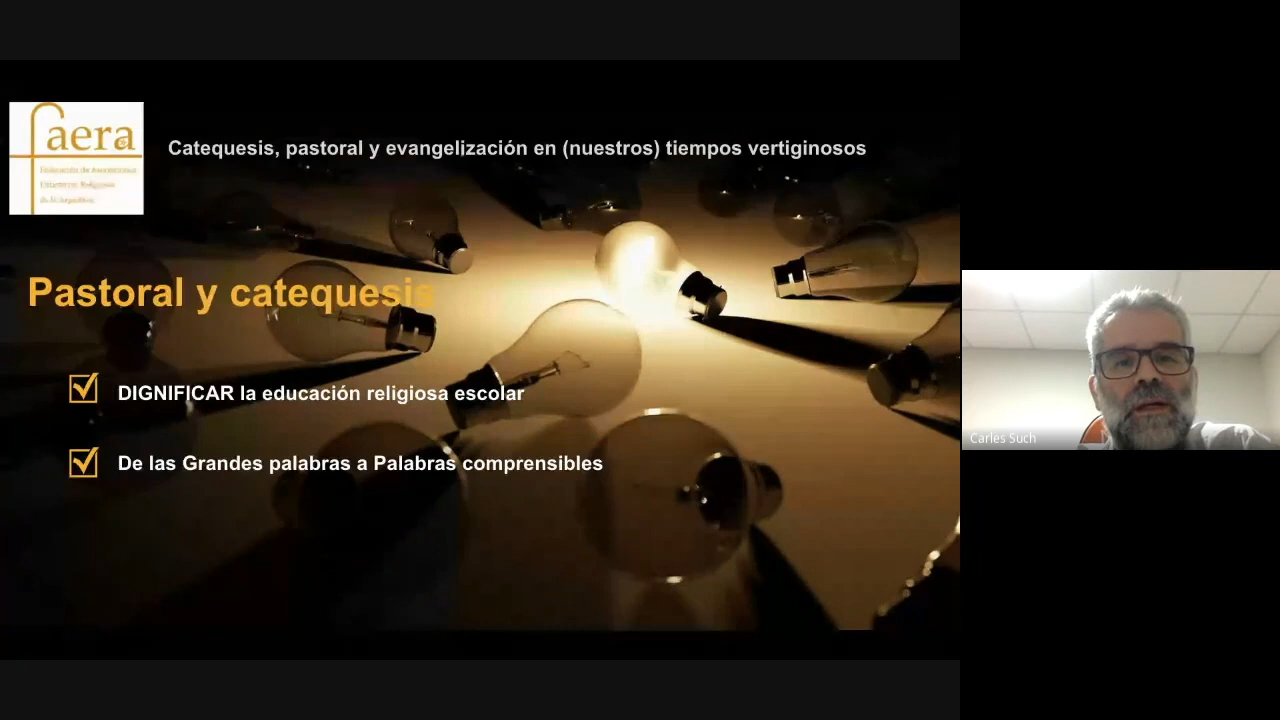 faera
Catequesis, pastoral y evangelización en (nuestros) tiempos vertiginosos
Pastoral y catequesis
DIGNIFICAR la educación religiosa escolar
De las Grandes palabras a Palabras comprensibles
Carles Such